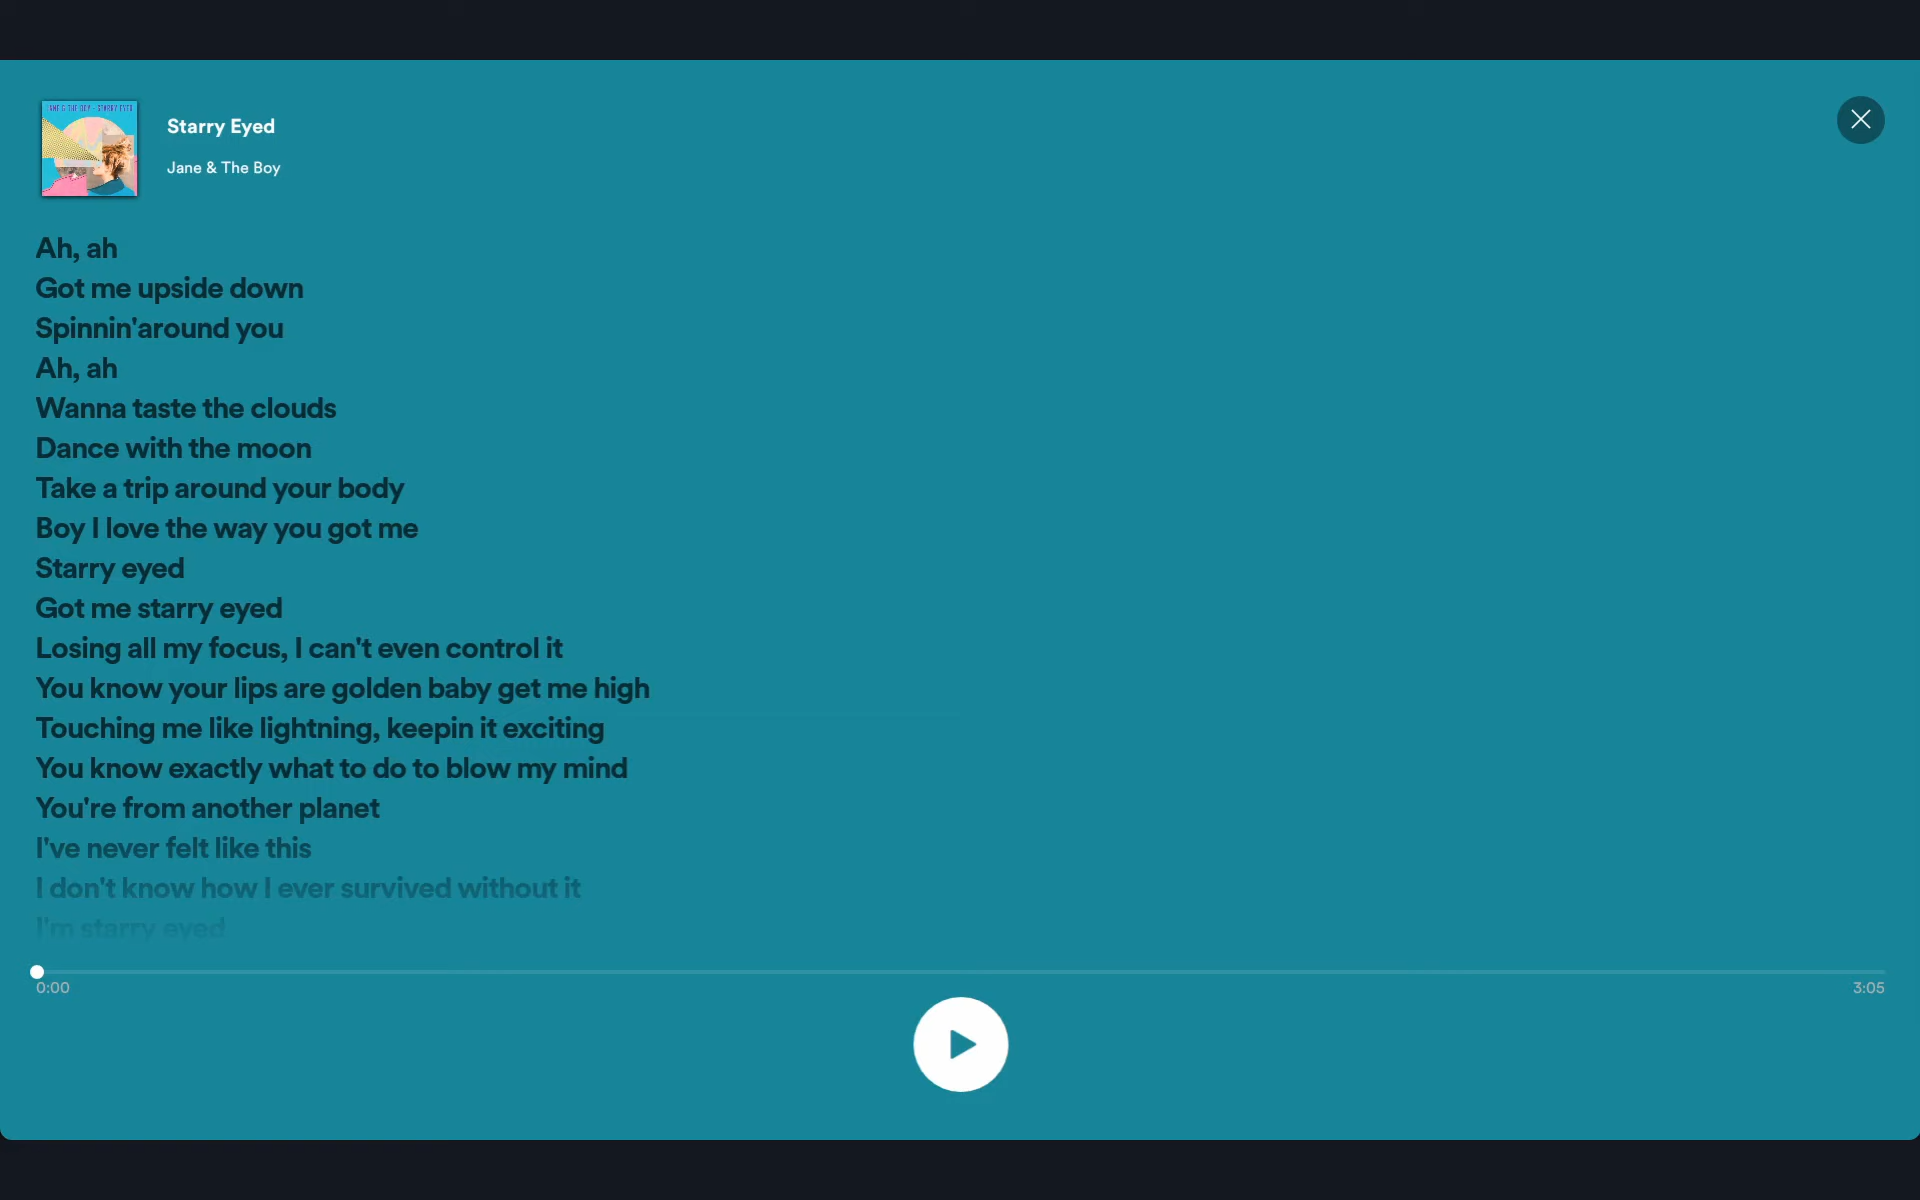 JANE & THE BOY - STARRY EYED
Starry Eyed
Jane & The Boy
Ah, ah
Got me upside down
Spinnin'around you
Ah, ah
Wanna taste the clouds
Dance with the moon
Take a trip around your body
Boy I love the way you got me
Starry eyed
Got me starry eyed
Losing all my focus, I can't even control it
You know your lips are golden baby get me high
Touching me like lightning, keepin it exciting
You know exactly what to do to blow my mind
You're from another planet
I've never felt like this
I don't know how I ever survived without it
I'm starry eyed
0:00
3:05